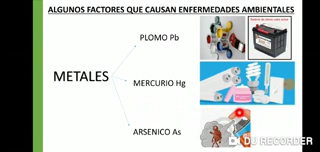 ALGUNOS FACTORES QUE CAUSAN ENFERMEDADES AMBIENTALES
PLOMO Pb
METALES
MERCURIO Hg
ARSENICO As
DU RECORDER